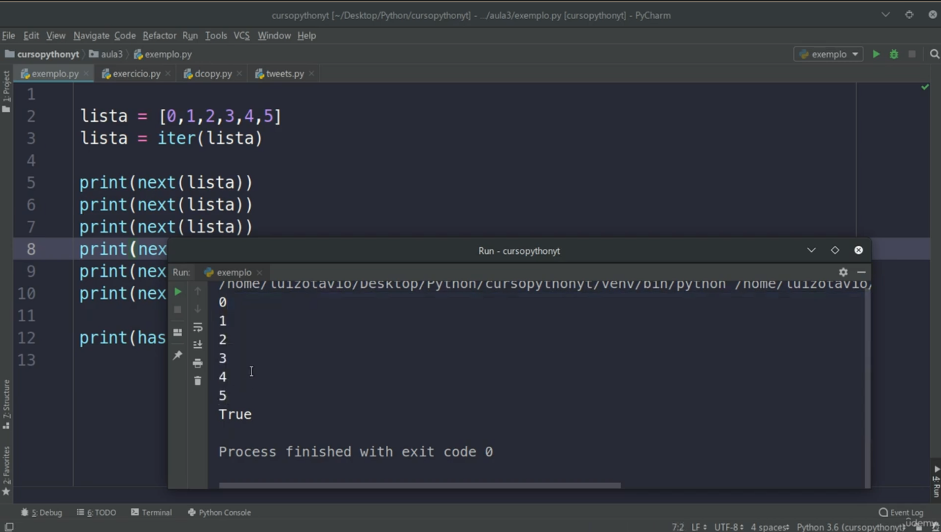 cursopythonyt [~/Desktop/Python/cursopythonyt] - .../aula3/exemplo.py [cursopythonyt] - PyCharm
File Edit View Navigate Code Refactor Run Tools VCS Window Help
cursopythonyt aula3 exemplo.py exemplo
exemplo.py exercicio.py dcopy.py tweets.py
1: Project
1
2 lista = [0,1,2,3,4,5]
3 lista = iter(lista)
4
5 print(next(lista))
6 print(next(lista))
7 print(next(lista))
8 print(nex
9 print(nex
10 print(nex
11
12 print(has
13
Run - cursopythonyt
Run: exemplo
/home/luizotavio/Desktop/Python/cursopythonyt/venv/bin/python /home/luizotavio/
0
1
2
3
4
5
True
Process finished with exit code 0
7: Structure
2: Favorites
4: Run
5: Debug 6: TODO Terminal Python Console Event Log
7:2 LF UTF-8 4 spaces Python 3.6 (cursopythonyt)
udemy